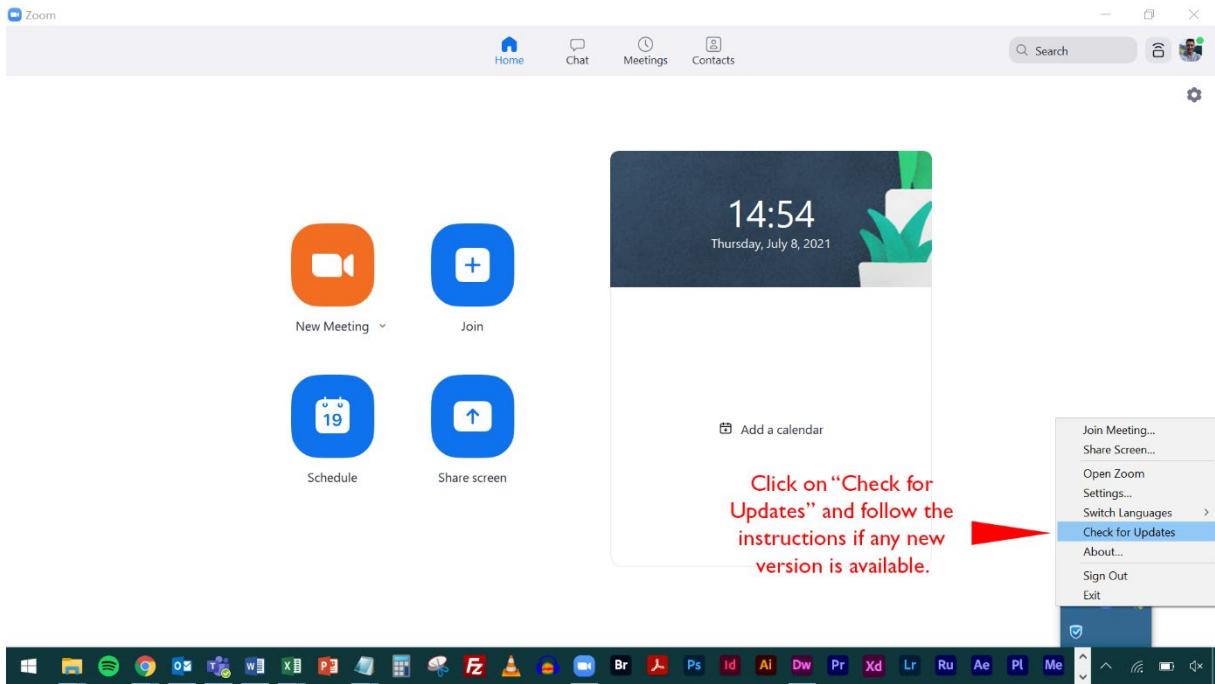 Zoom
Home
Chat
Meetings
Contacts
Search
14:54
Thursday, July 8, 2021
New Meeting
Join
19
Schedule
Share screen
Add a calendar
Click on “Check for
Updates” and follow the
instructions if any new
version is available.
Join Meeting...
Share Screen...
Open Zoom
Settings...
Switch Languages
Check for Updates
About...
Sign Out
Exit
Br
Ps
Id
Ai
Dw
Pr
Xd
Lr
Ru
Ae
Pl
Me